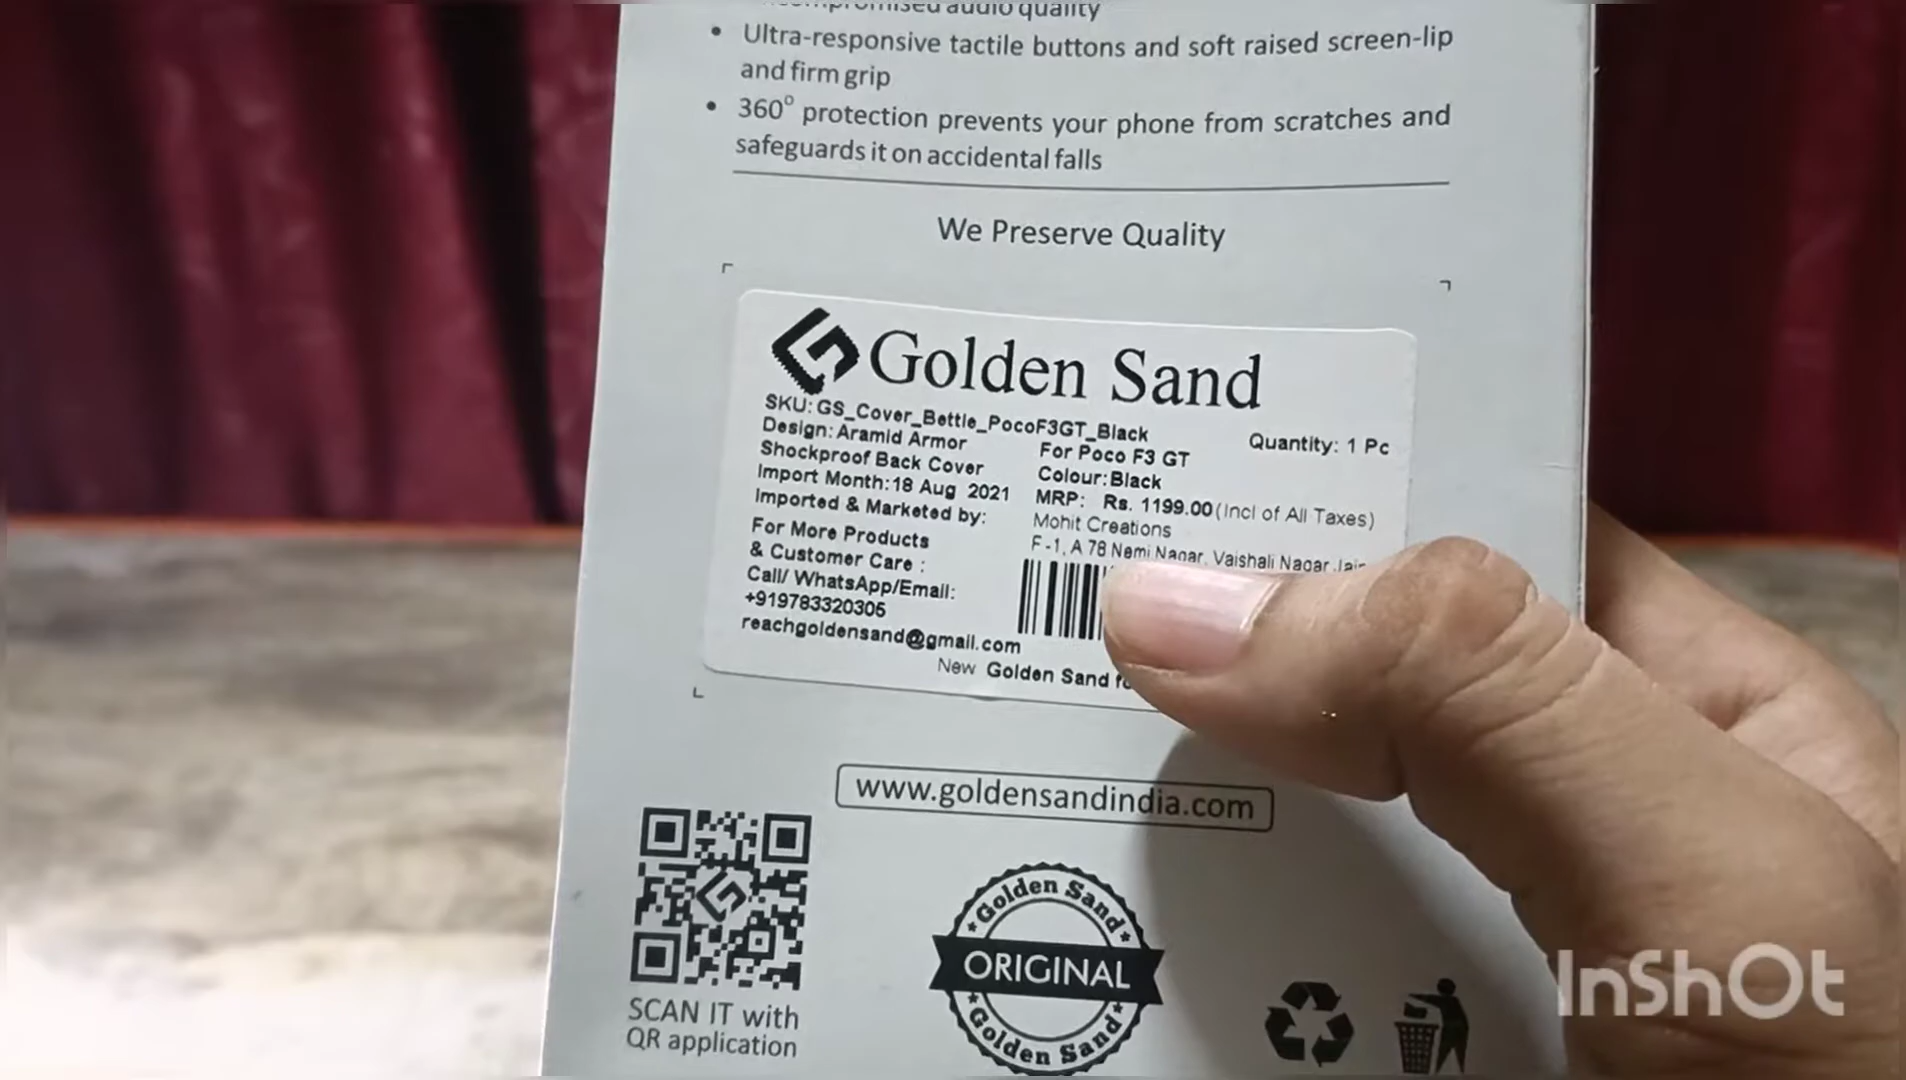 audio quality
• Ultra-responsive tactile buttons and soft raised screen-lip
and firm grip
• 360° protection prevents your phone from scratches and
safeguards it on accidental falls
We Preserve Quality
Golden Sand
SKU: GS_Cover_Bettle_PocoF3GT_Black
Quantity: 1 Pc
Design: Aramid Armor
For Poco F3 GT
Shockproof Back Cover
Colour: Black
Import Month: 18 Aug 2021
MRP: Rs. 1199.00 (Incl of All Taxes)
Imported & Marketed by:
Mohit Creations
F-1, A 78 Nemi Nagar, Vaishali Nagar
For More Products
& Customer Care :
Call/ WhatsApp/Email:
+919783320305
reachgoldensand@gmail.com
New Golden Sand
www.goldensandindia.com
SCAN IT with
QR application
Golden Sand
ORIGINAL
Golden Sand
InShOt